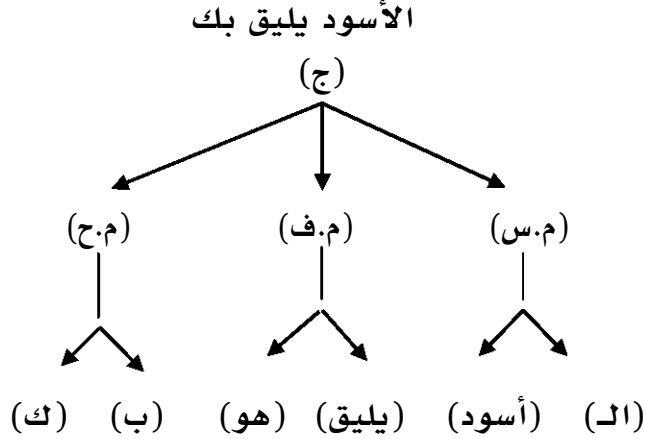 الأسود يليق بك
(ج)
(م.س) (م.ف) (م.ح)
(الـ) (أسود) (يليق) (هو) (ب) (ك)